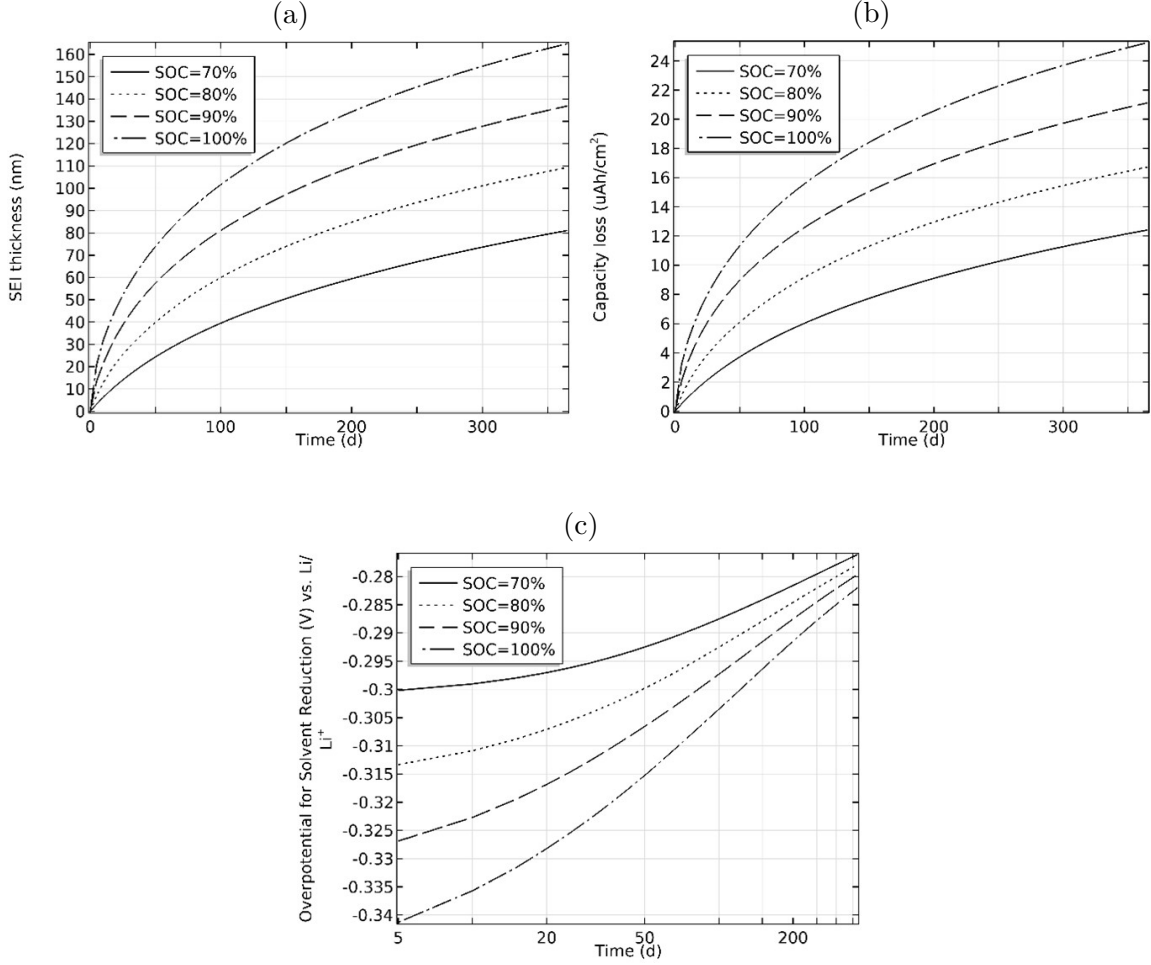 (a)
160
150
140
130
120
110
100
90
80
70
60
50
40
30
20
10
0
SEI thickness (nm)
SOC=70%
SOC=80%
SOC=90%
SOC=100%
0 100 200 300
Time (d)
(b)
24
22
20
18
16
14
12
10
8
6
4
2
0
Capacity loss (uAh/cm²)
SOC=70%
SOC=80%
SOC=90%
SOC=100%
0 100 200 300
Time (d)
(c)
Overpotential for Solvent Reduction (V) vs. Li/
Li⁺
-0.28
-0.285
-0.29
-0.295
-0.3
-0.305
-0.31
-0.315
-0.32
-0.325
-0.33
-0.335
-0.34
SOC=70%
SOC=80%
SOC=90%
SOC=100%
5 20 50 200
Time (d)